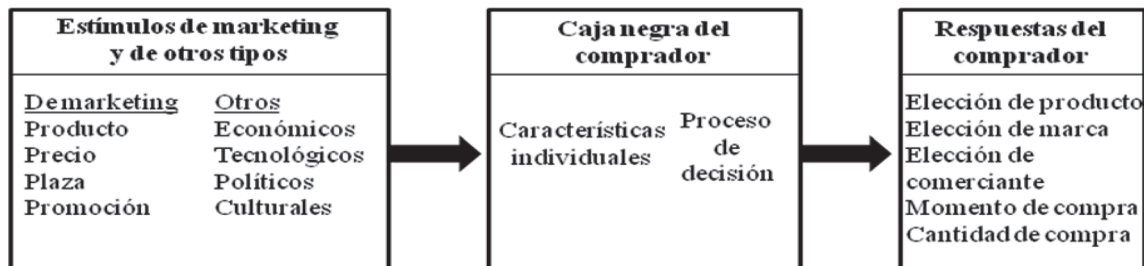 Estímulos de marketing
y de otros tipos
De marketing Otros
Producto Económicos
Precio Tecnológicos
Plaza Políticos
Promoción Culturales
Caja negra del
comprador
Características
individuales
Proceso
de
decisión
Respuestas del
comprador
Elección de producto
Elección de marca
Elección de
comerciante
Momento de compra
Cantidad de compra